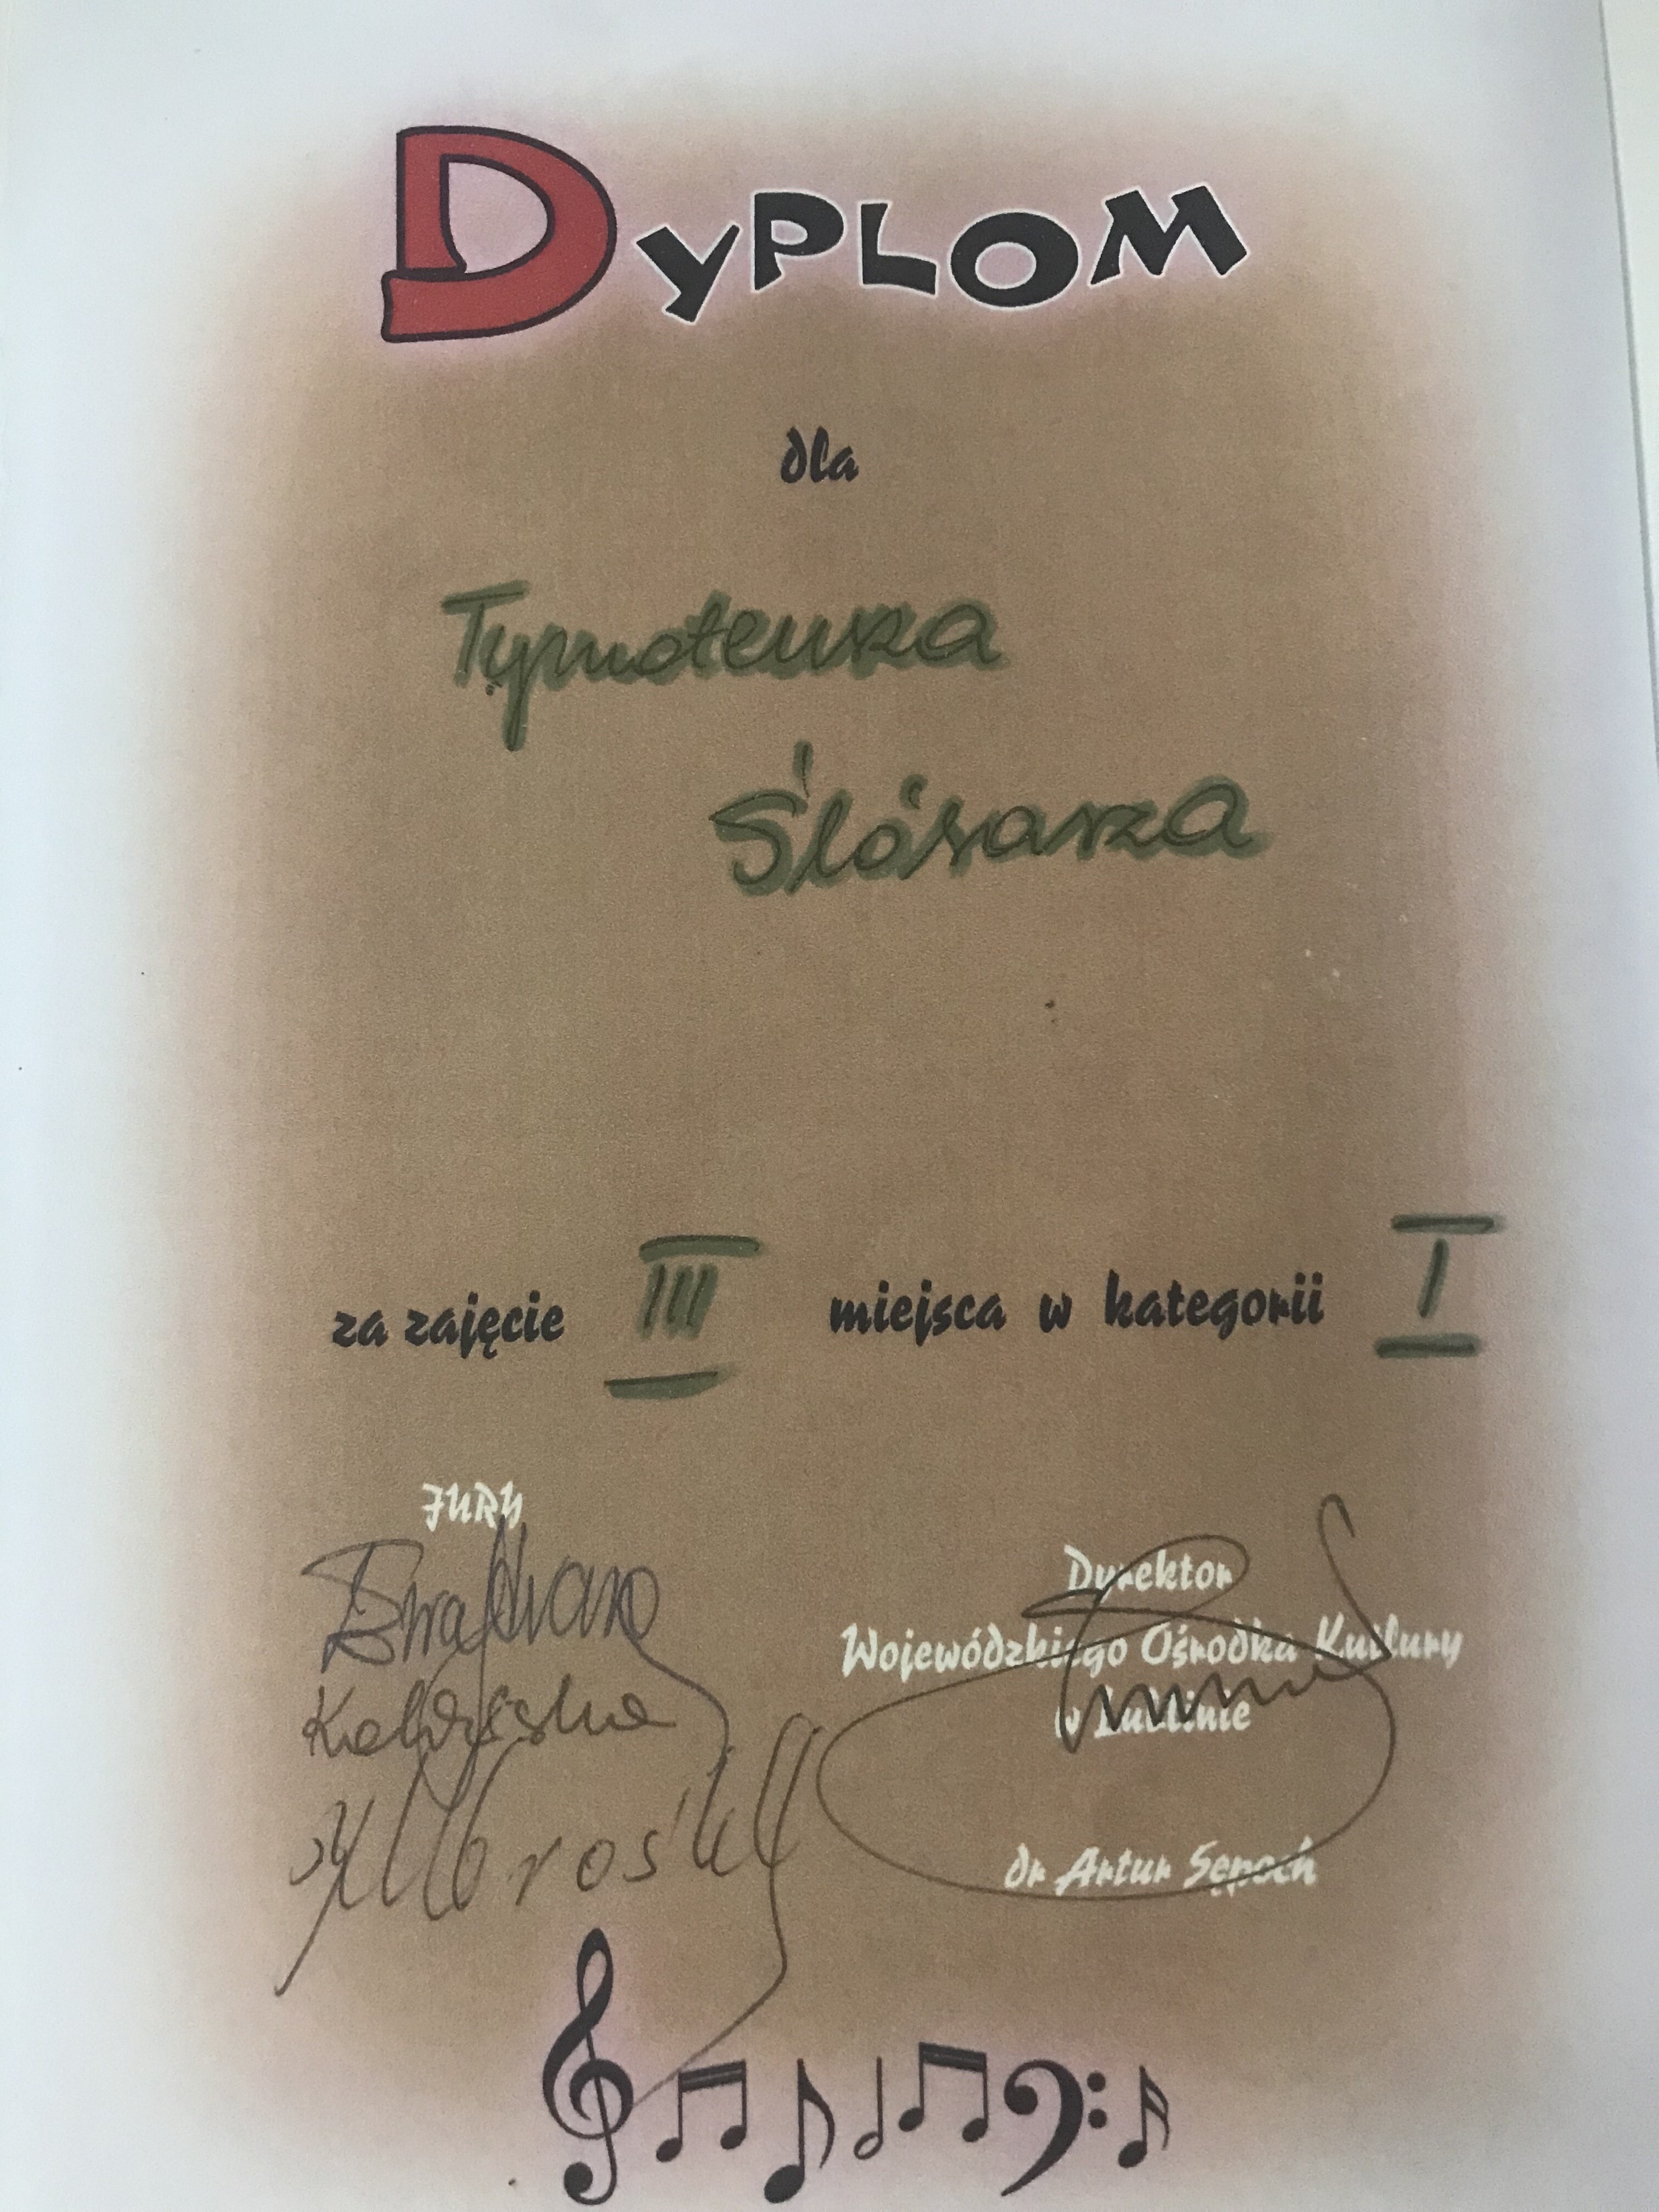 DYPLOM
dla
Tymoteusza
Ślósarza
za zajęcie III miejsca w kategorii I
JURY
Dyrektor
Wojewódzkiego Ośrodka Kultury
w Lublinie
dr Artur Sępoch